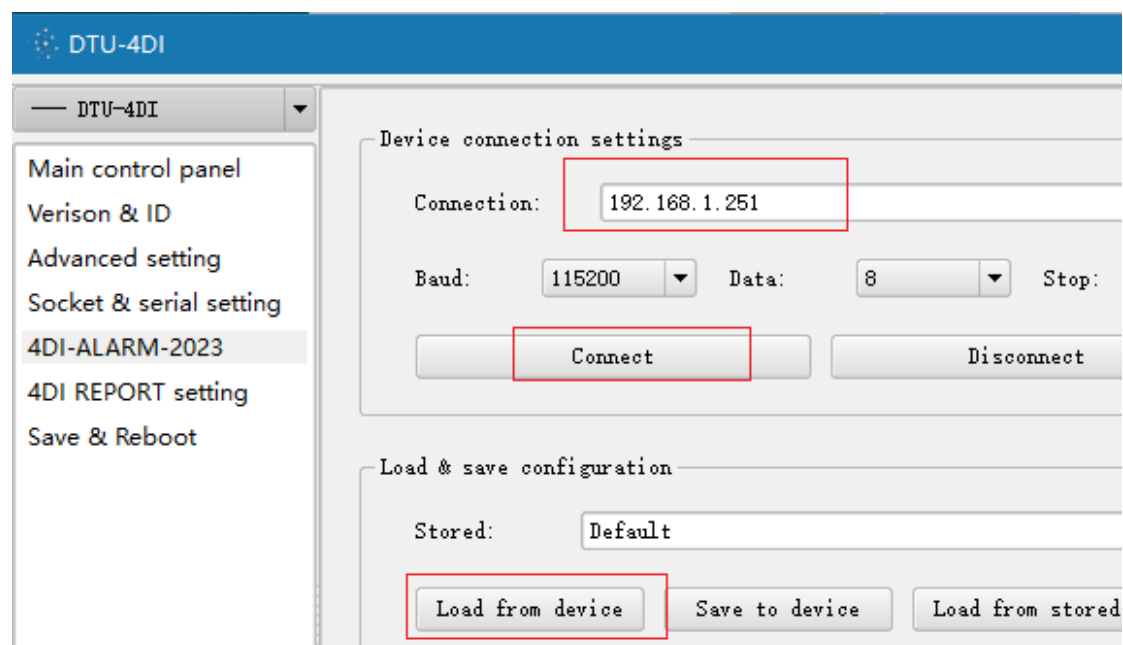 DTU-4DI
DTU-4DI
Main control panel
Verison & ID
Advanced setting
Socket & serial setting
4DI-ALARM-2023
4DI REPORT setting
Save & Reboot
Device connection settings
Connection: 192.168.1.251
Baud: 115200 Data: 8 Stop:
Connect Disconnect
Load & save configuration
Stored: Default
Load from device Save to device Load from stored